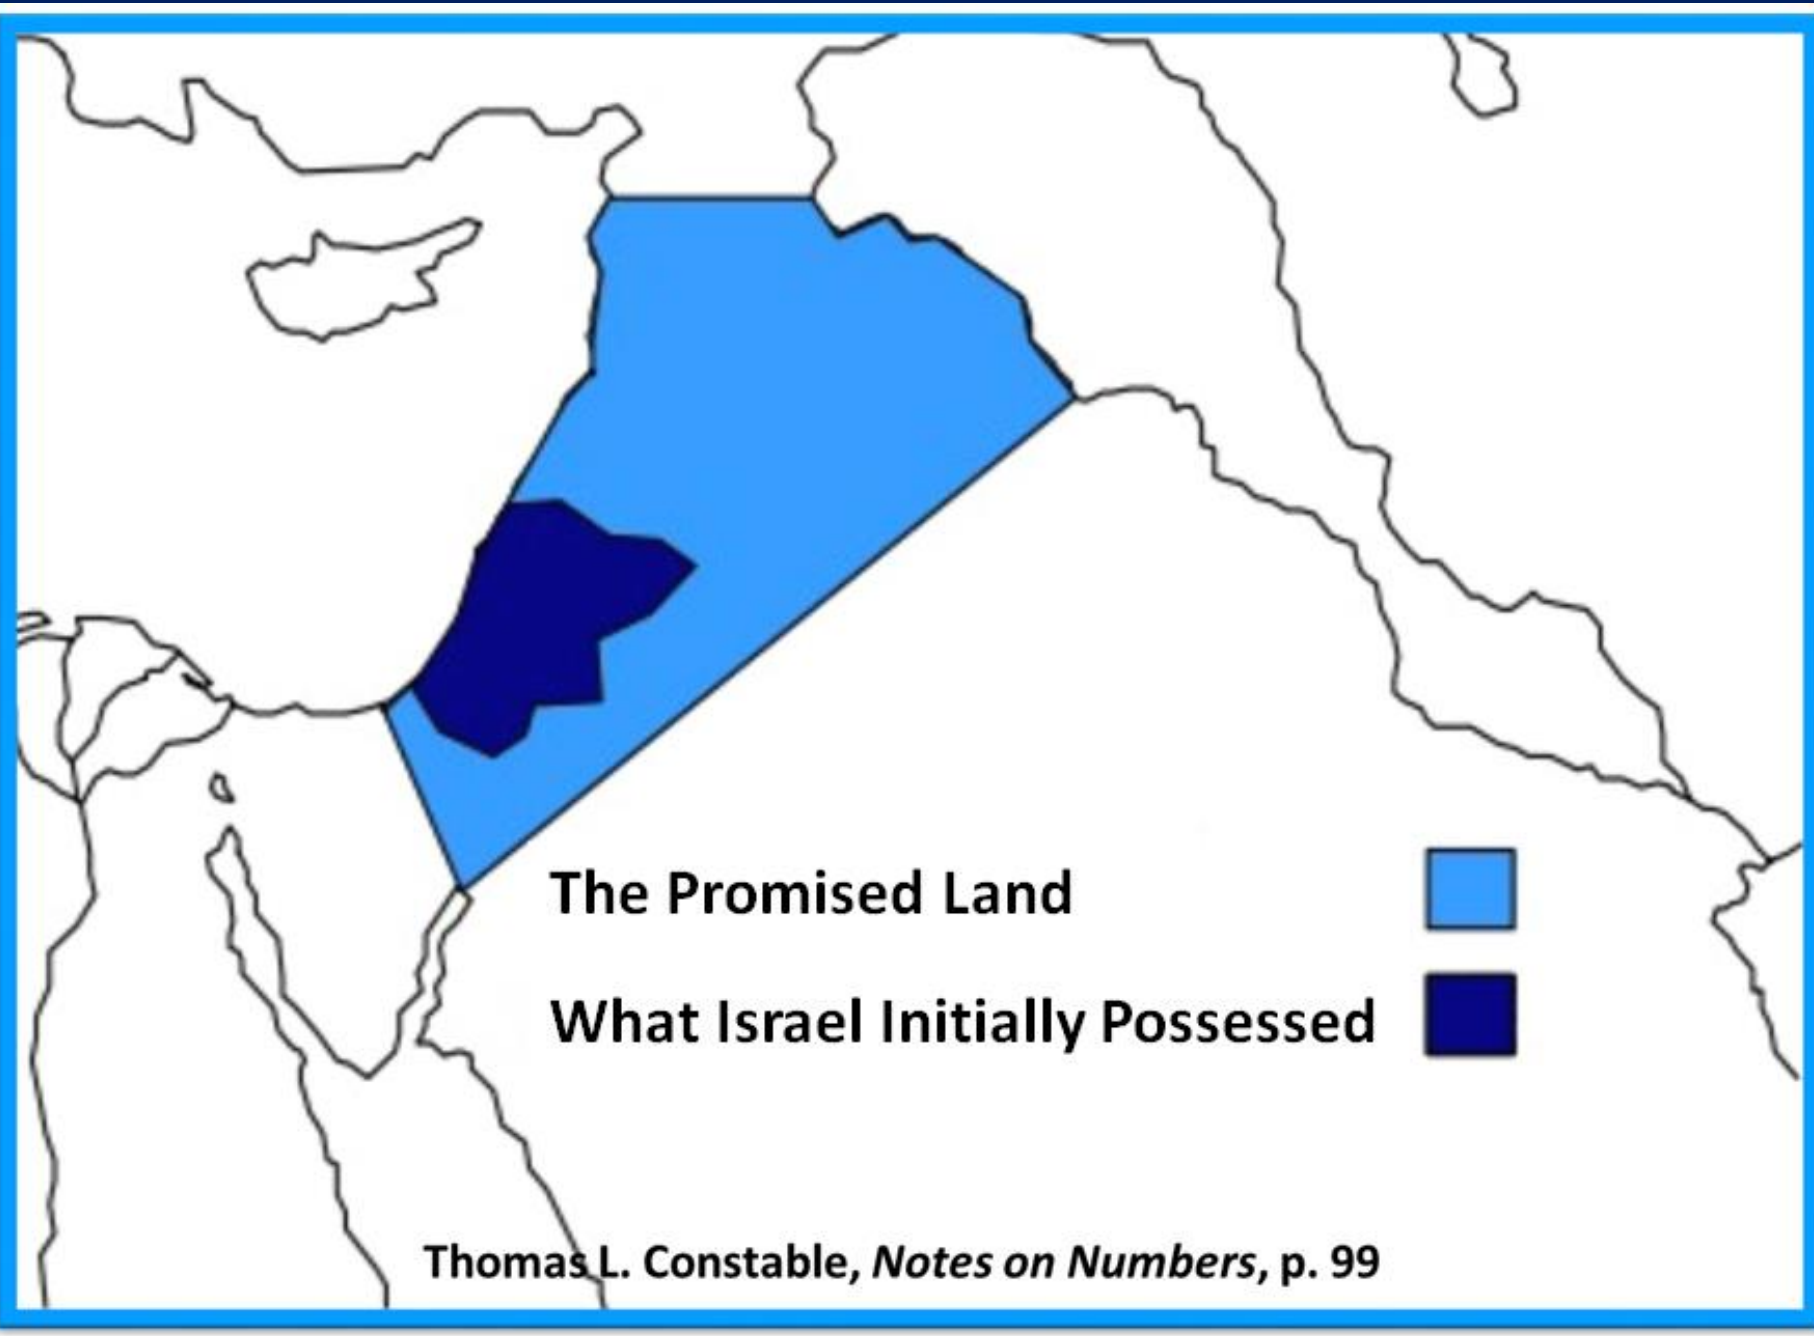 The Promised Land
What Israel Initially Possessed
Thomas L. Constable, Notes on Numbers, p. 99